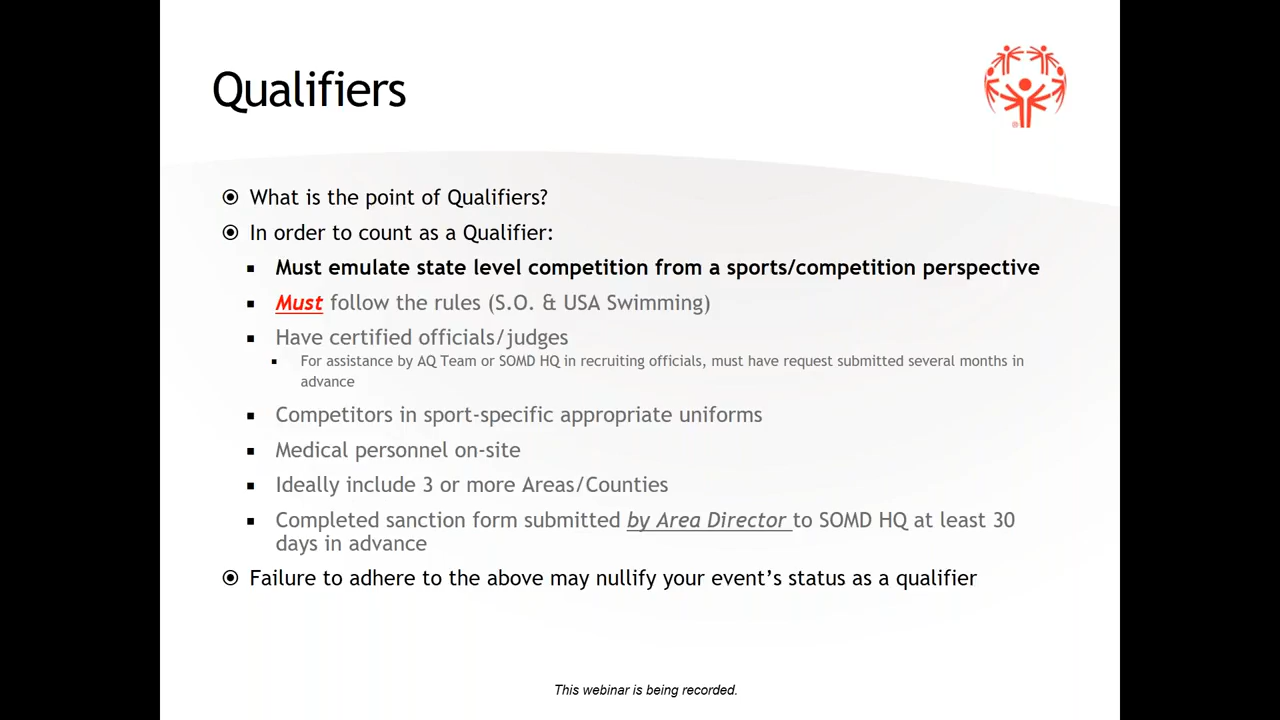 Qualifiers
What is the point of Qualifiers?
In order to count as a Qualifier:
Must emulate state level competition from a sports/competition perspective
Must follow the rules (S.O. & USA Swimming)
Have certified officials/judges
For assistance by AQ Team or SOMD HQ in recruiting officials, must have request submitted several months in
advance
Competitors in sport-specific appropriate uniforms
Medical personnel on-site
Ideally include 3 or more Areas/Counties
Completed sanction form submitted by Area Director to SOMD HQ at least 30
days in advance
Failure to adhere to the above may nullify your event’s status as a qualifier
This webinar is being recorded.